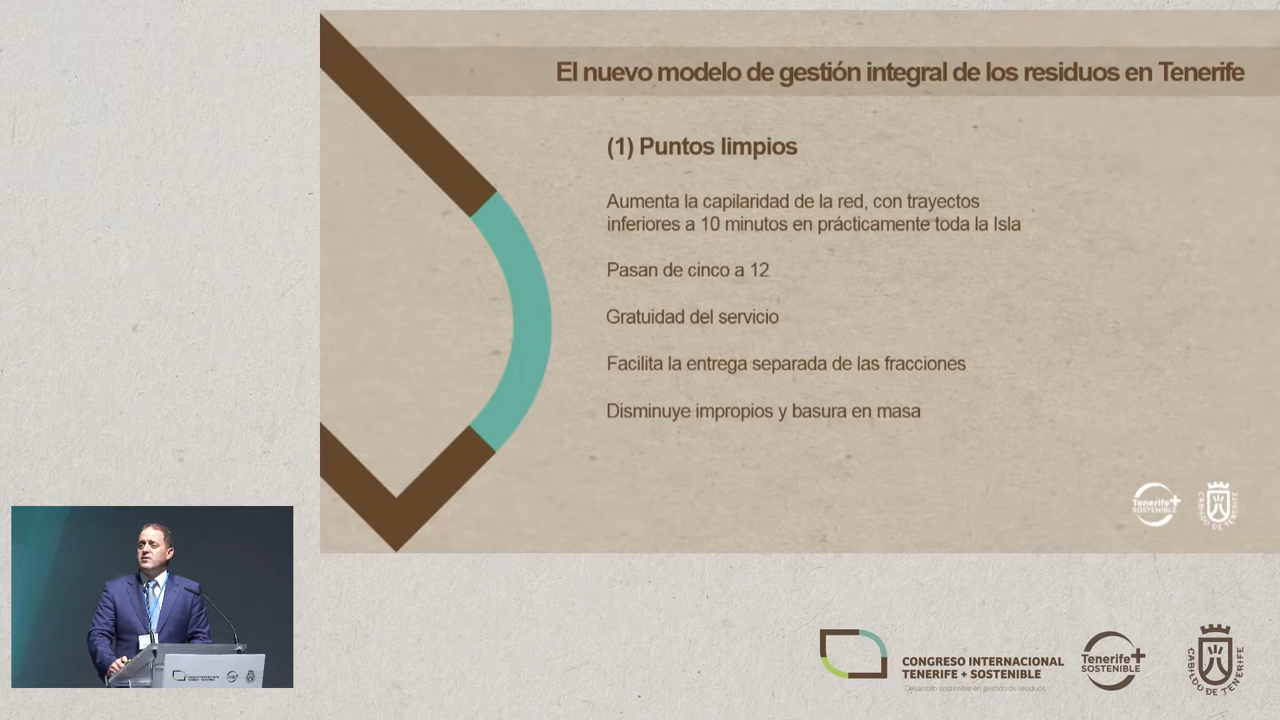 El nuevo modelo de gestión integral de los residuos en Tenerife
(1) Puntos limpios
Aumenta la capilaridad de la red, con trayectos
inferiores a 10 minutos en prácticamente toda la Isla
Pasan de cinco a 12
Gratuidad del servicio
Facilita la entrega separada de las fracciones
Disminuye impropios y basura en masa
Tenerife+
SOSTENIBLE
CABILDO DE TENERIFE
CONGRESO INTERNACIONAL
TENERIFE + SOSTENIBLE
Desarrollo sostenible en gestión de residuos
Tenerife+
SOSTENIBLE
CABILDO DE TENERIFE